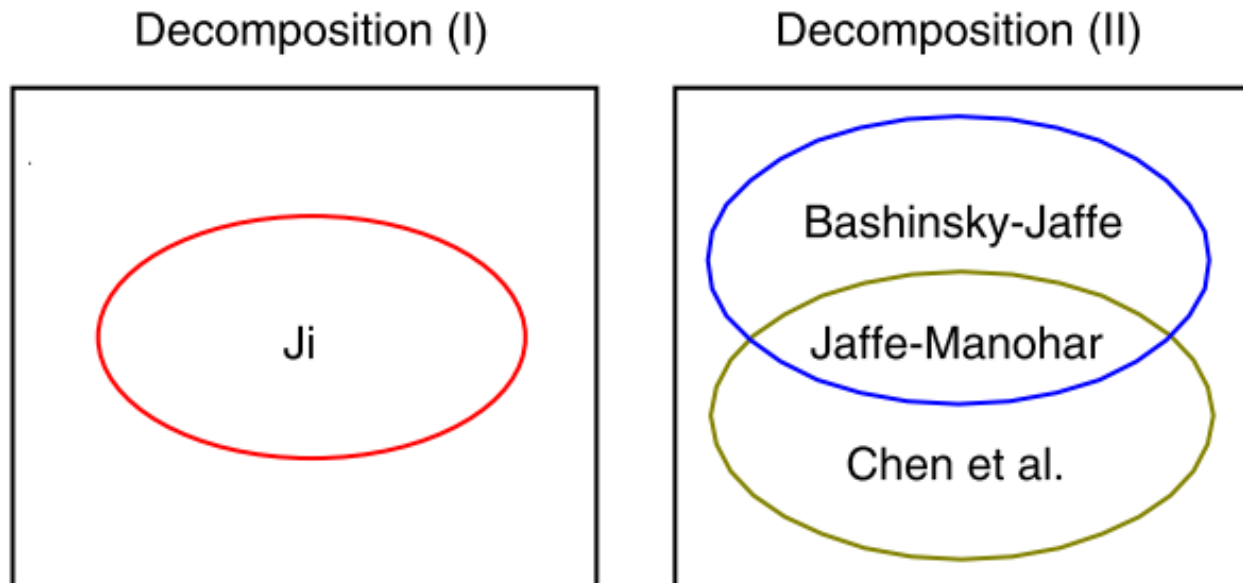 Decomposition (I)
Decomposition (II)
Ji
Bashinsky-Jaffe
Jaffe-Manohar
Chen et al.